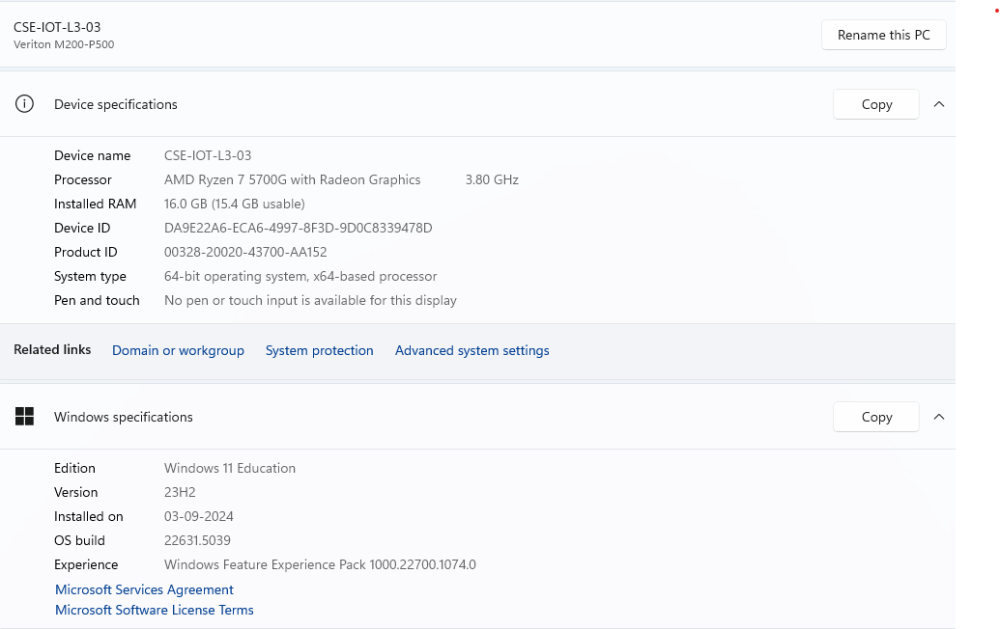 CSE-IOT-L3-03
Veriton M200-P500
Rename this PC
Device specifications Copy
Device name CSE-IOT-L3-03
Processor AMD Ryzen 7 5700G with Radeon Graphics 3.80 GHz
Installed RAM 16.0 GB (15.4 GB usable)
Device ID DA9E22A6-ECA6-4997-8F3D-9D0C8339478D
Product ID 00328-20020-43700-AA152
System type 64-bit operating system, x64-based processor
Pen and touch No pen or touch input is available for this display
Related links Domain or workgroup System protection Advanced system settings
Windows specifications Copy
Edition Windows 11 Education
Version 23H2
Installed on 03-09-2024
OS build 22631.5039
Experience Windows Feature Experience Pack 1000.22700.1074.0
Microsoft Services Agreement
Microsoft Software License Terms